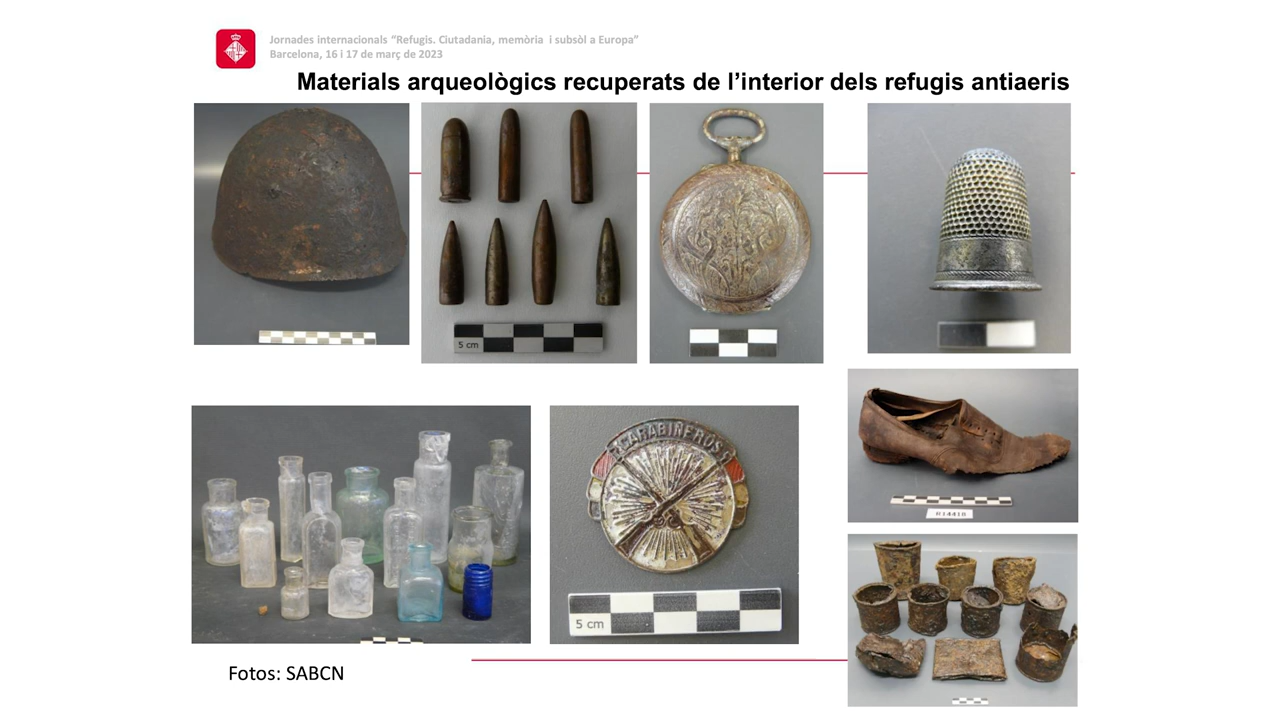 Jornades internacionals “Refugis. Ciutadania, memòria  i subsòl a Europa”
Barcelona, 16 i 17 de març de 2023
Materials arqueològics recuperats de l’interior dels refugis antiaeris
5 cm
CARABINEROS
5 cm
Fotos: SABCN